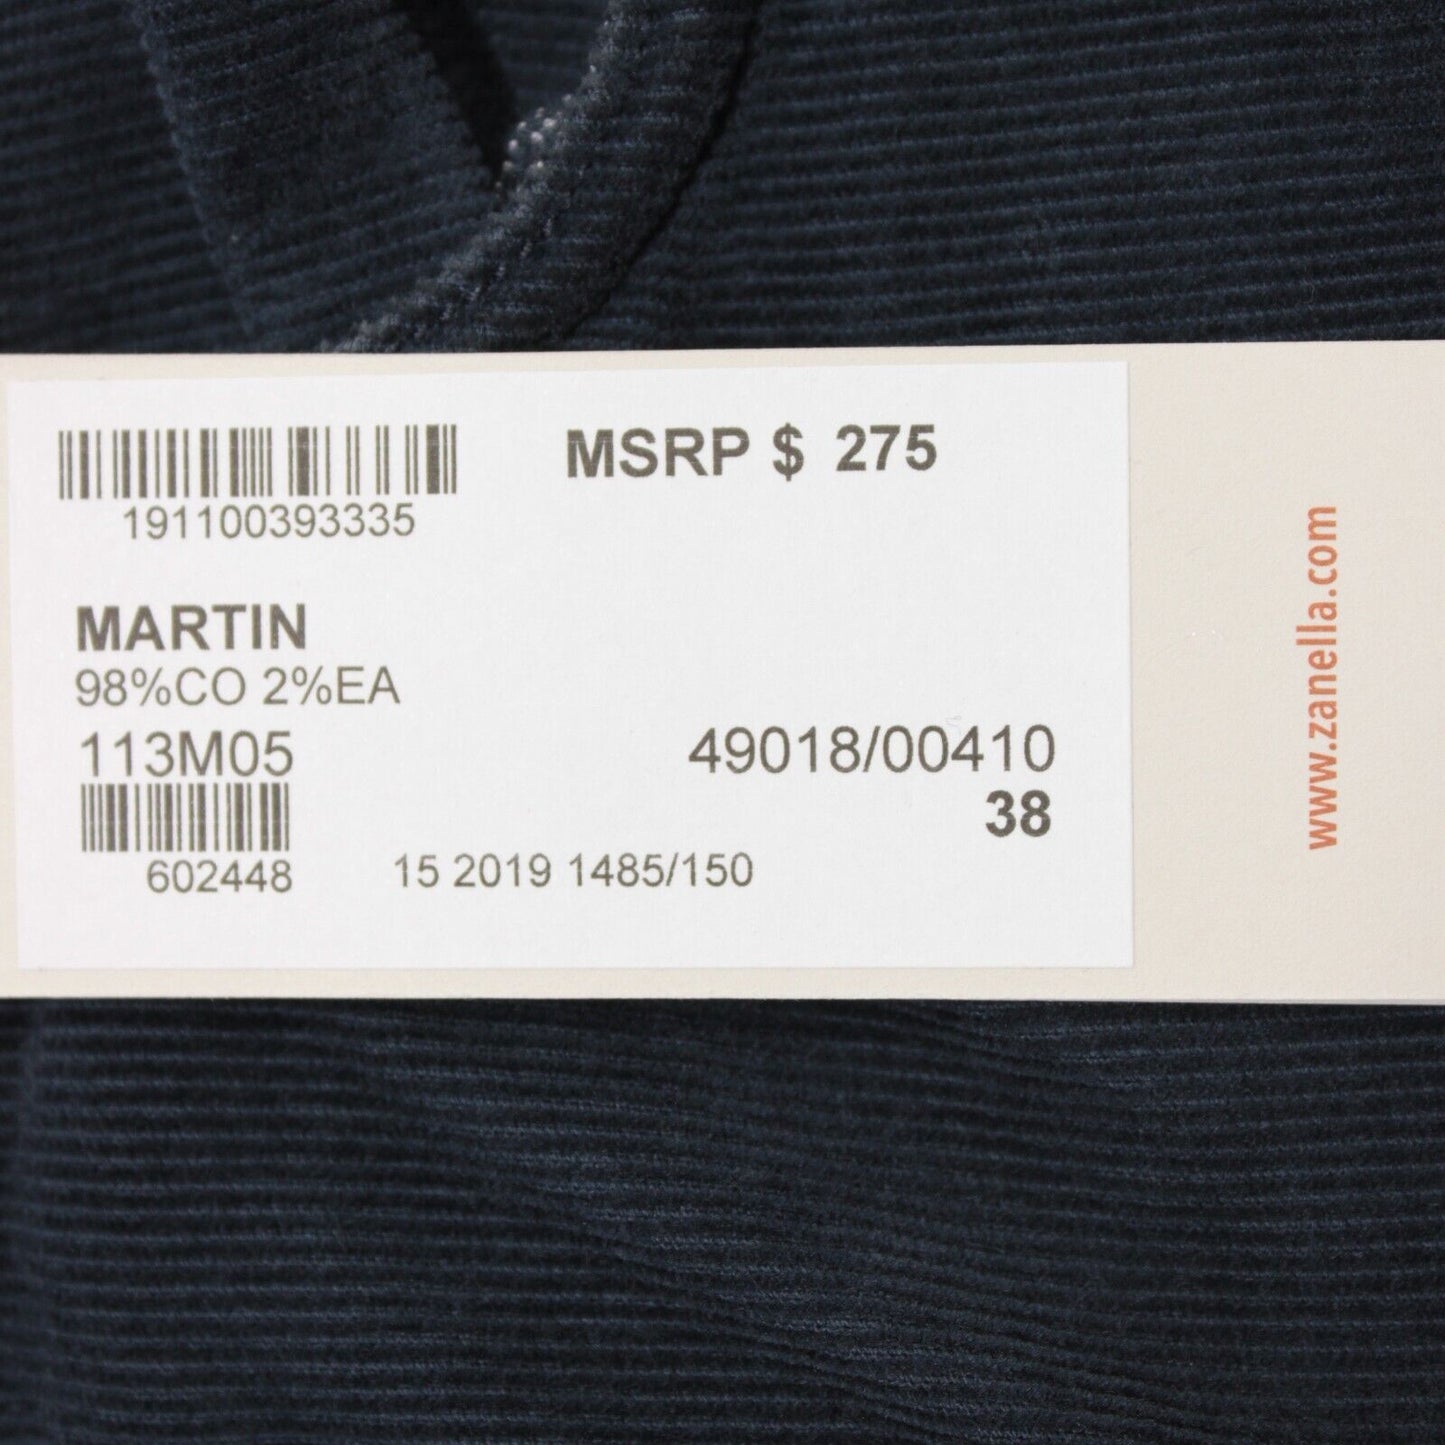 MSRP $ 275
191100393335
MARTIN
98%CO 2%EA
113M05
49018/00410
38
602448
15 2019 1485/150
www.zanella.com